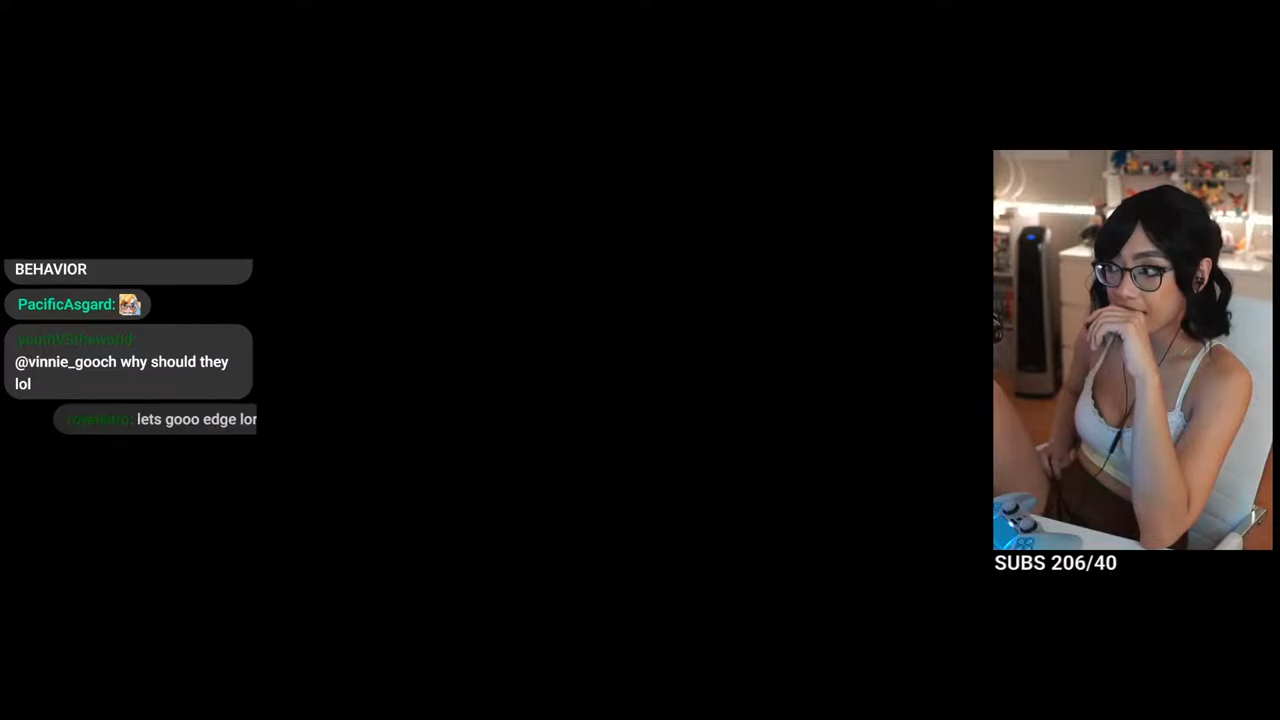 BEHAVIOR
PacificAsgard:
@vinnie_gooch why should they
lol
lets gooo edge lor
SUBS 206/40